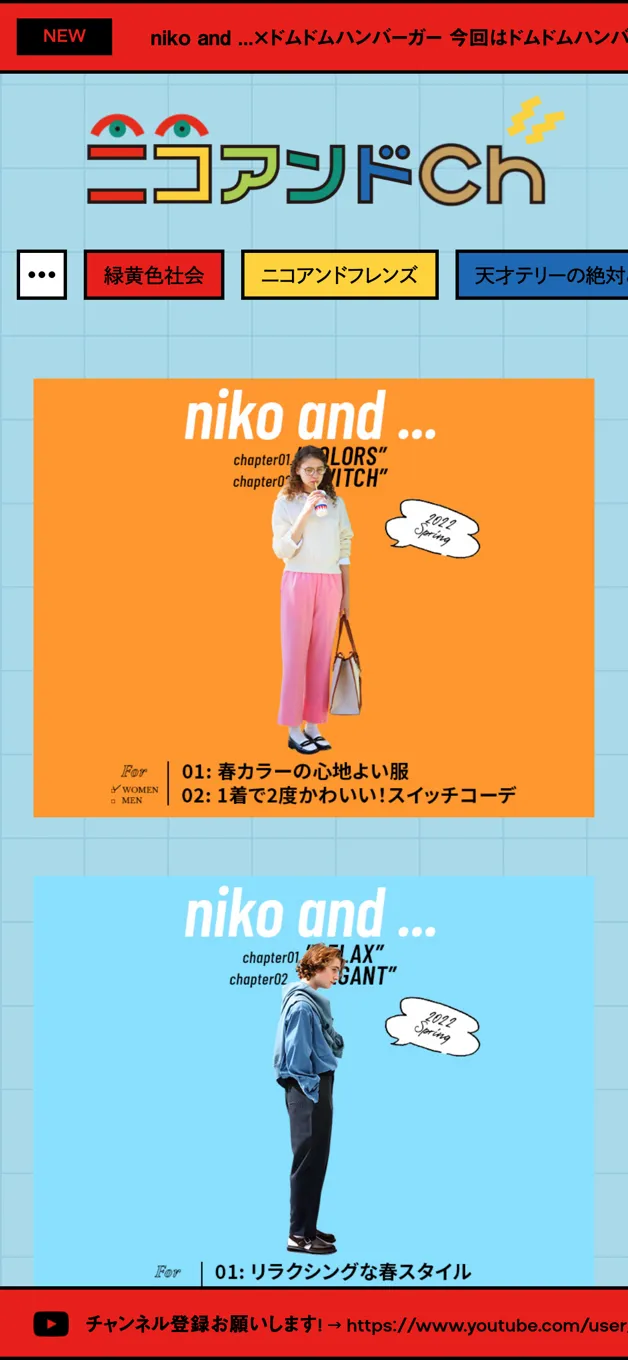 NEW
niko and ...×ドムドムハンバーガー 今回はドムドムハンバ
ニコアンドCh
•••
緑黄色社会
ニコアンドフレンズ
天才テリーの絶対
niko and ...
chapter01 "COLORS"
chapter02
2022
Spring
For
WOMEN
MEN
01: 春カラーの心地よい服
02: 1着で2度かわいい!スイッチコーデ
niko and ...
chapter01
chapter02
2022
Spring
For
01: リラクシングな春スタイル
チャンネル登録お願いします! → https://www.youtube.com/user